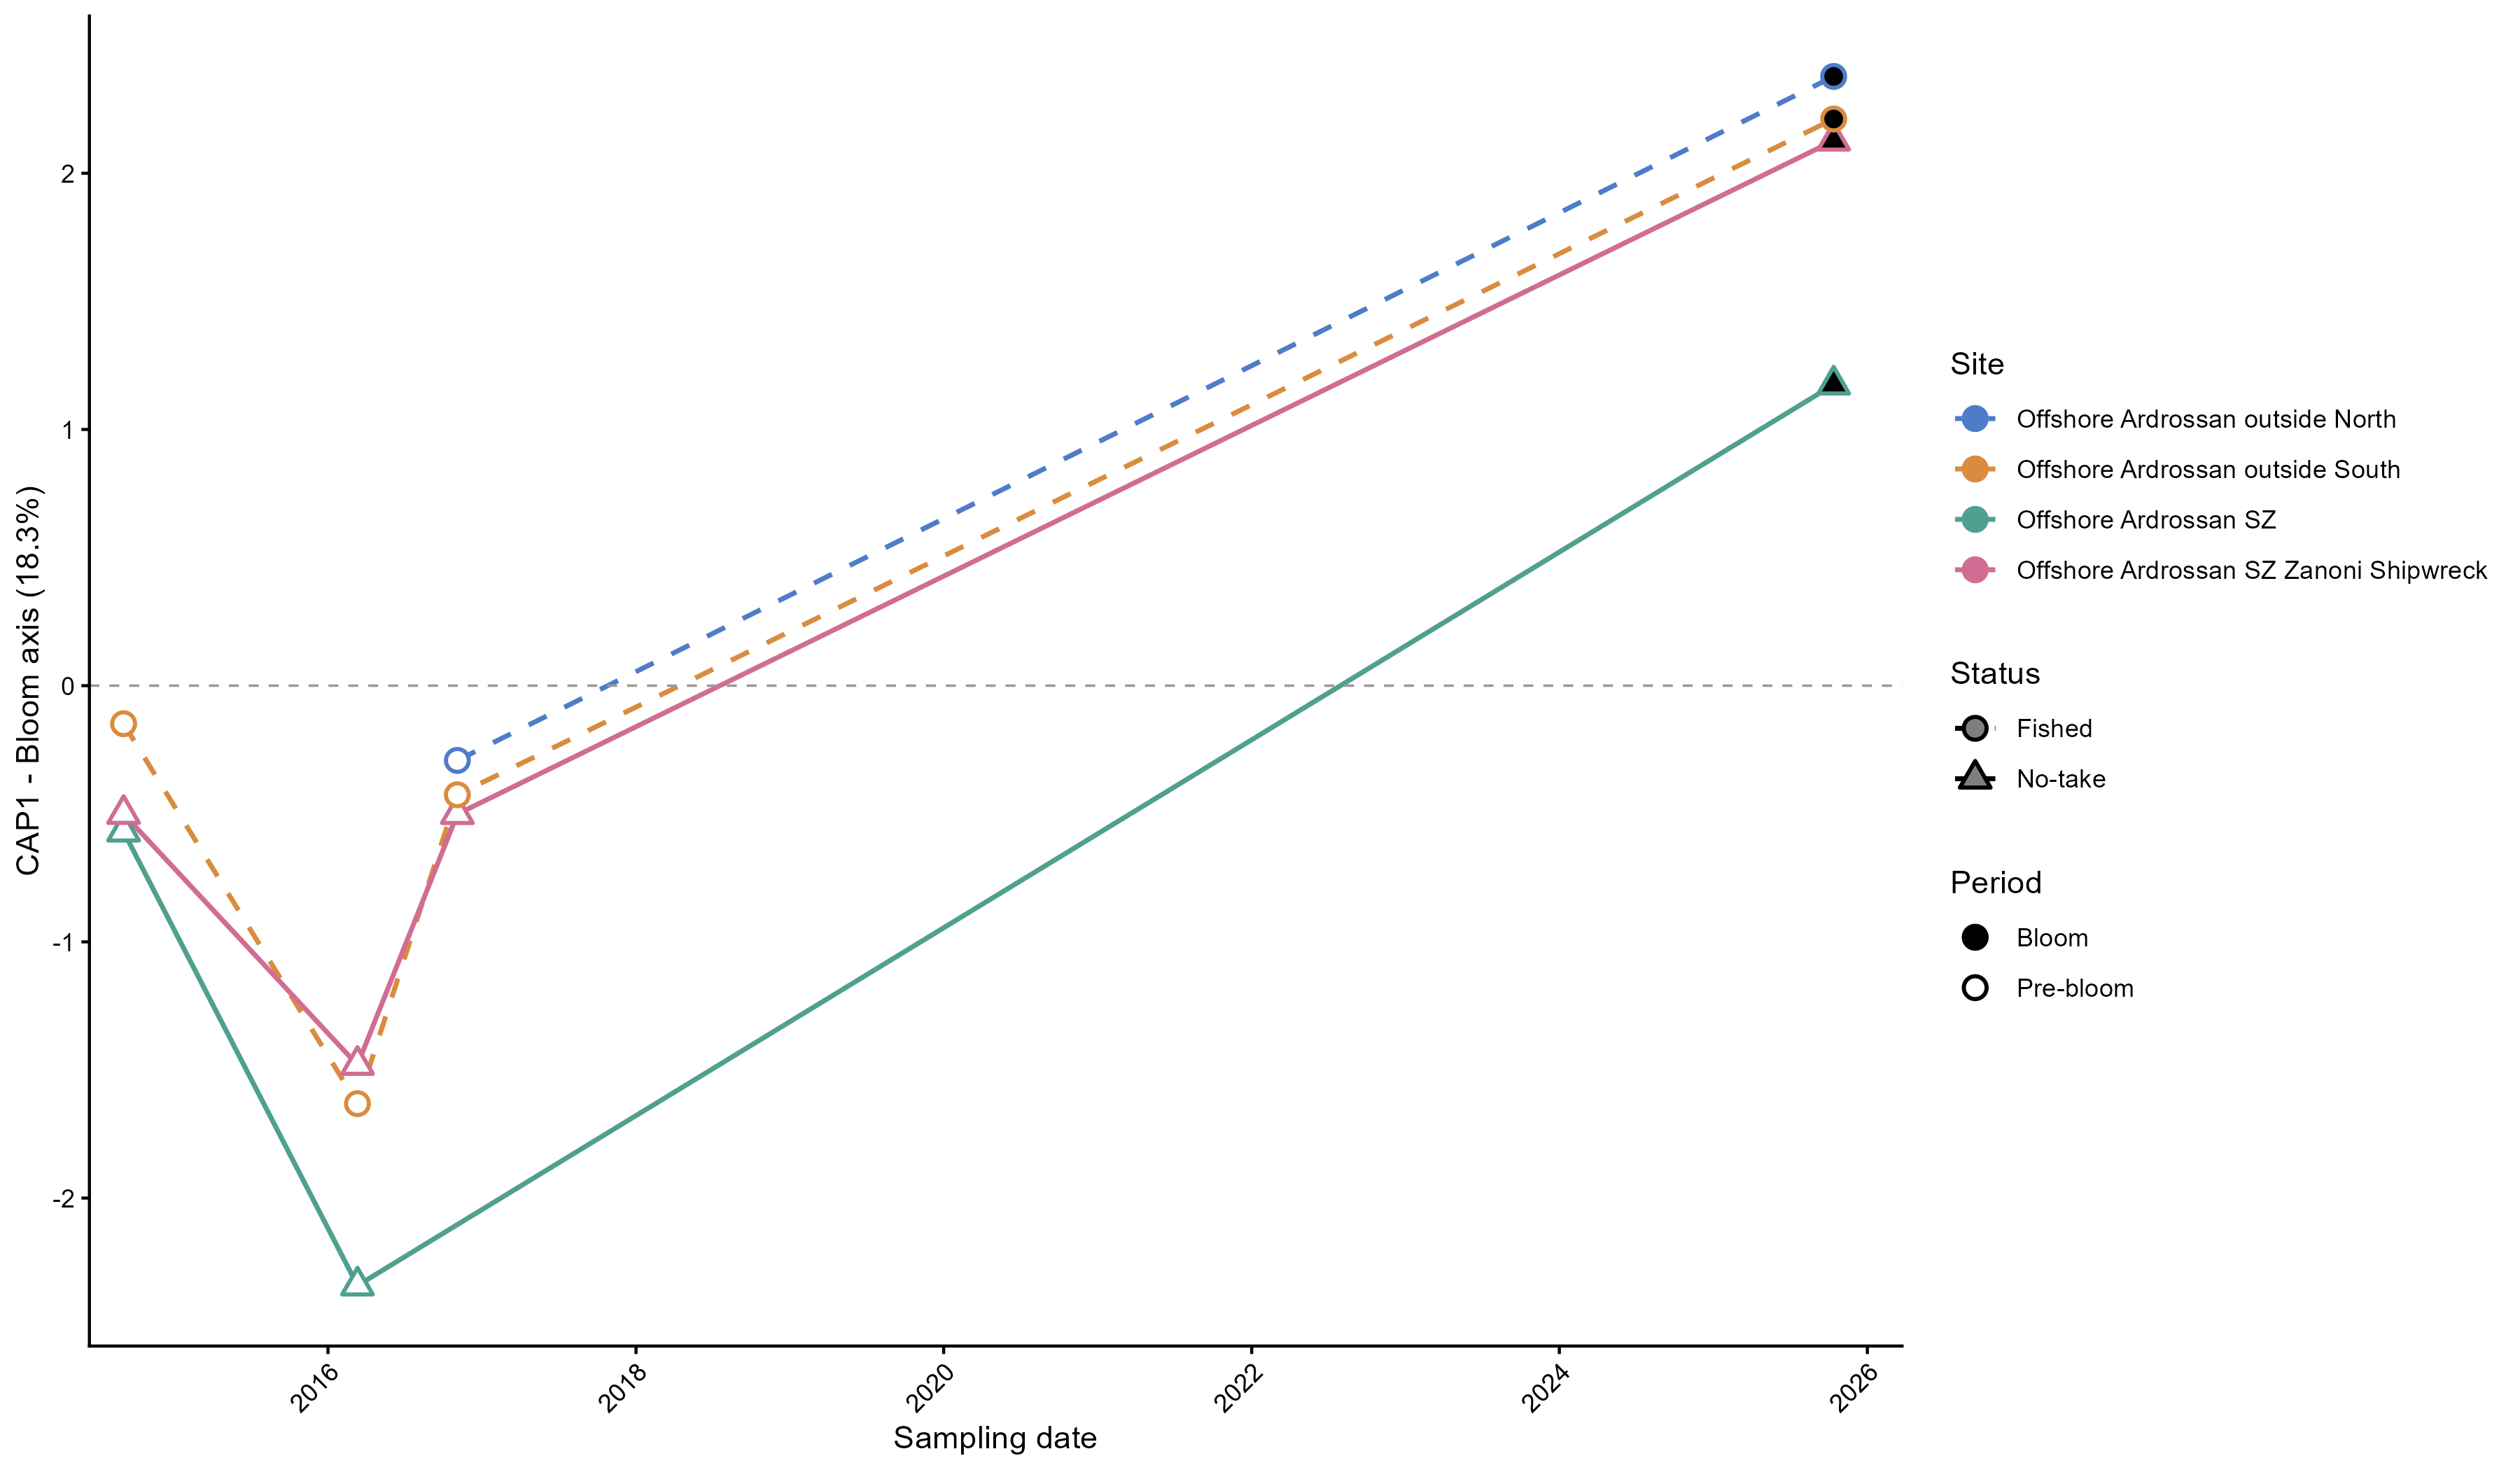 CAP1 - Bloom axis (18.3%)
2
1
0
-1
-2
2016
2018
2020
2022
2024
2026
Sampling date
Site
Offshore Ardrossan outside North
Offshore Ardrossan outside South
Offshore Ardrossan SZ
Offshore Ardrossan SZ Zanoni Shipwreck
Status
Fished
No-take
Period
Bloom
Pre-bloom